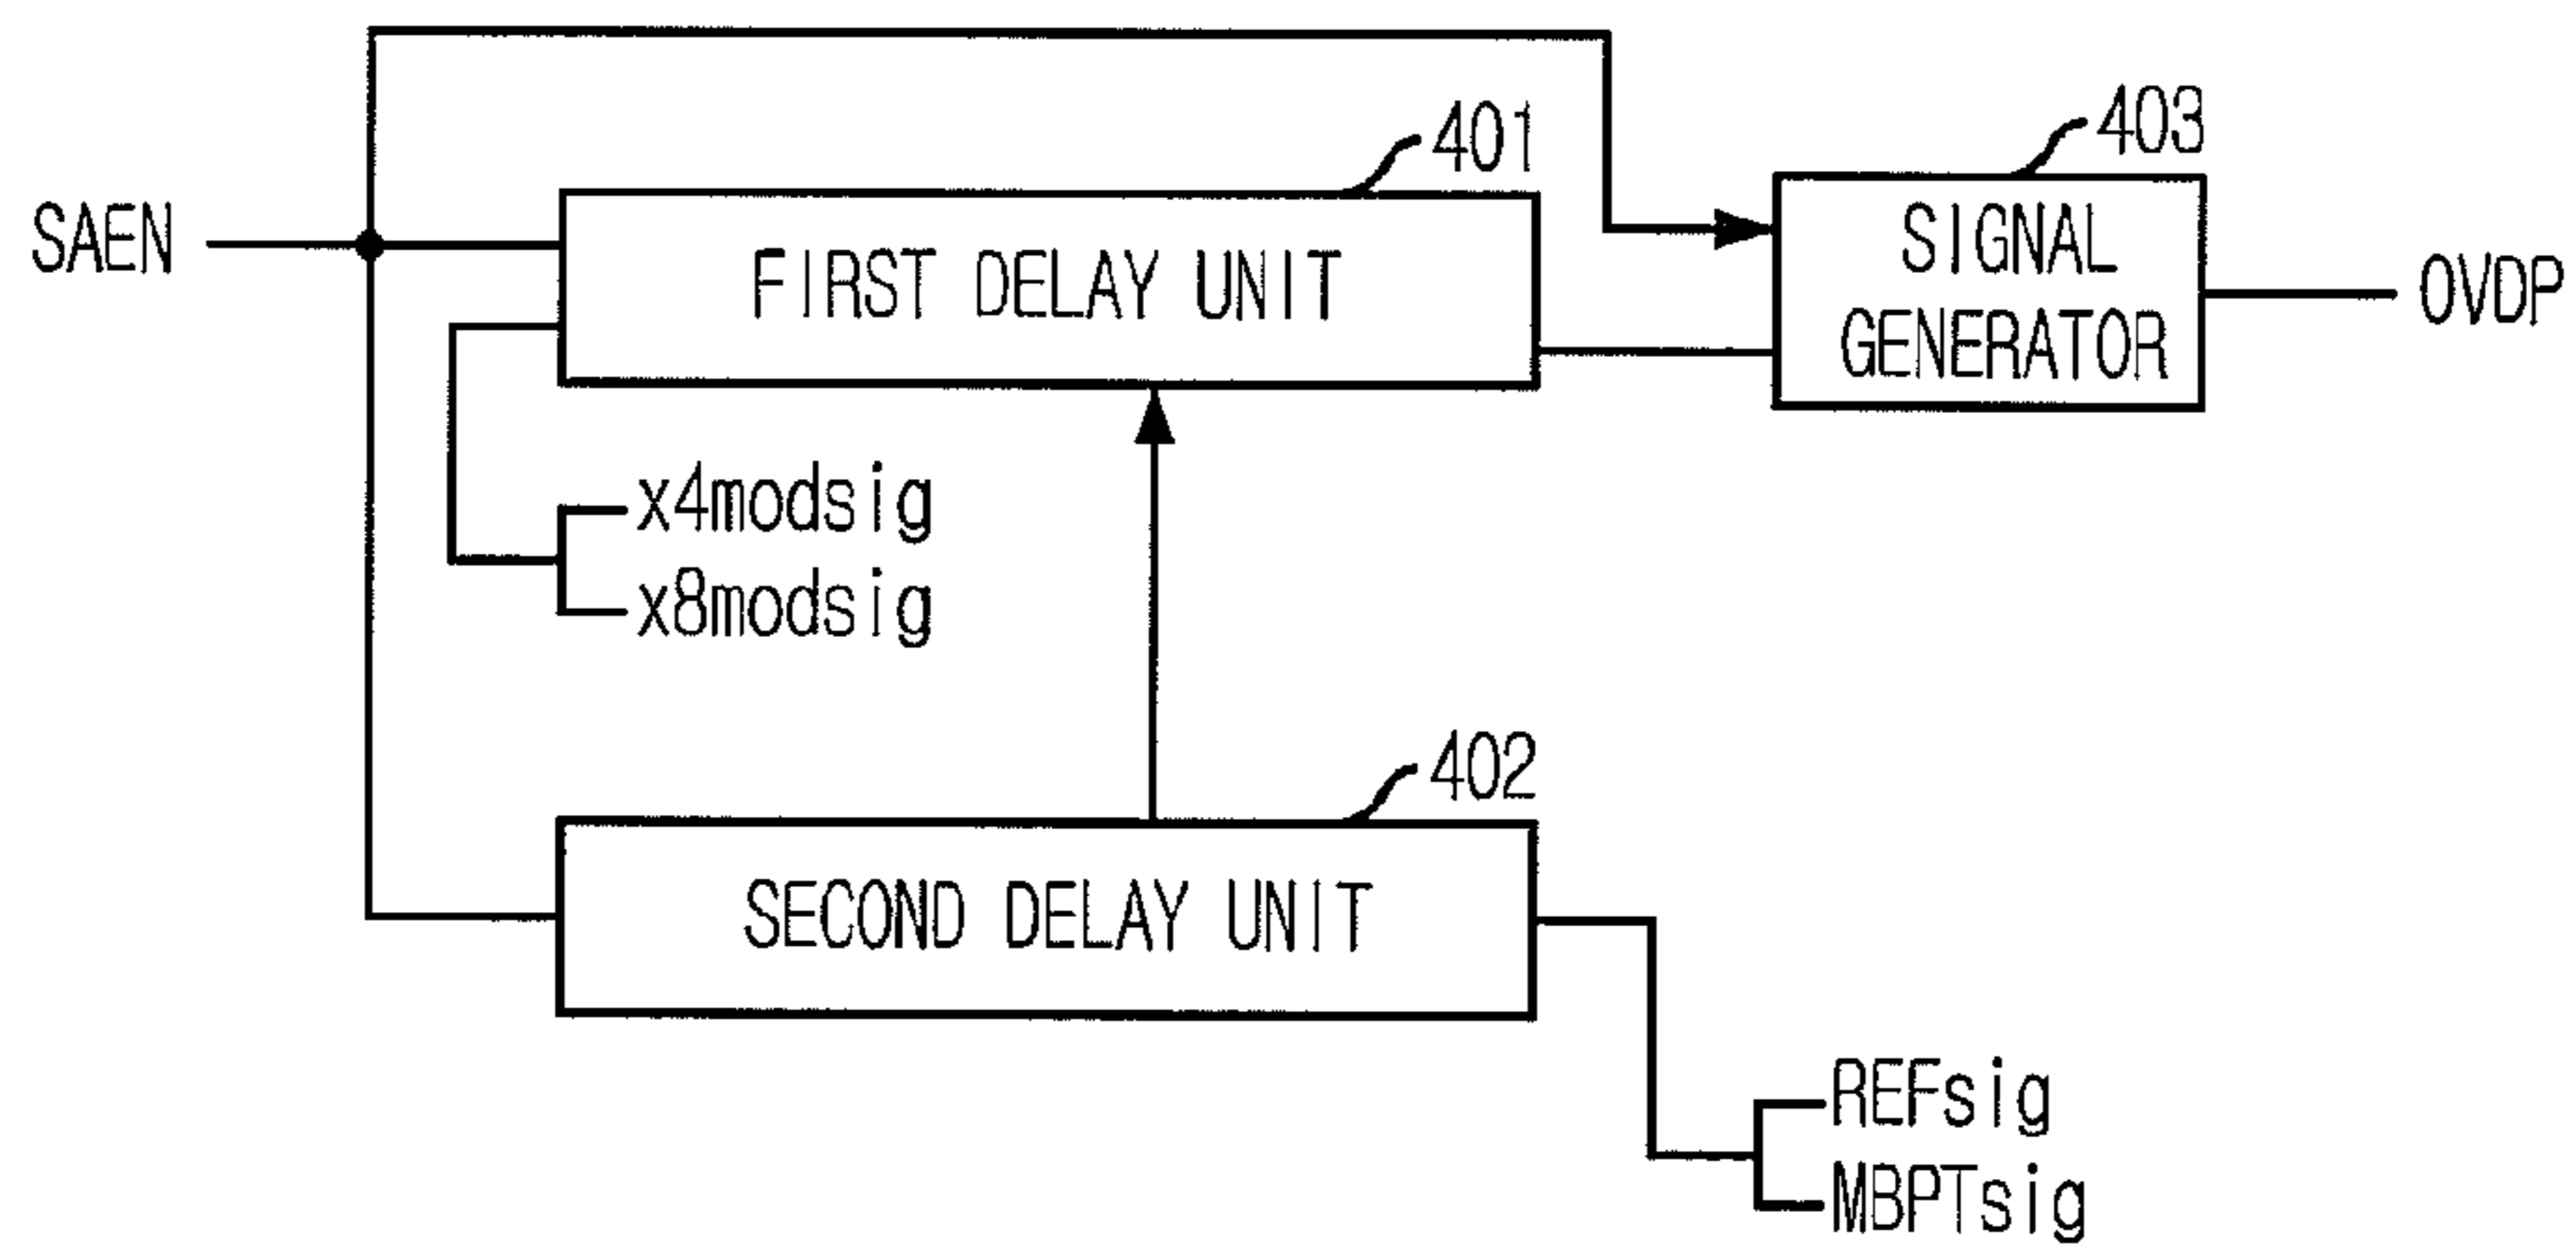 403
401
SAEN
FIRST DELAY UNIT
SIGNAL
GENERATOR
OVDP
x4modsig
x8modsig
402
SECOND DELAY UNIT
REFsig
MBPTsig